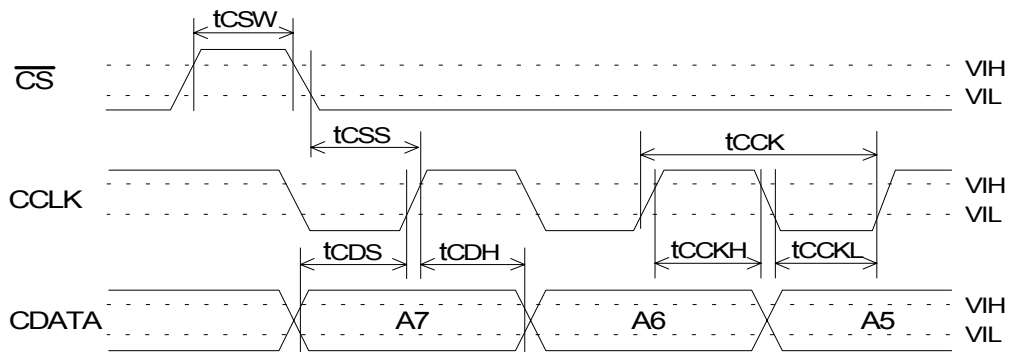 tCSW
CS
VIH
VIL
tCSS
tCCK
CCLK
VIH
VIL
tCDS
tCDH
tCCKH
tCCKL
CDATA
A7
A6
A5
VIH
VIL